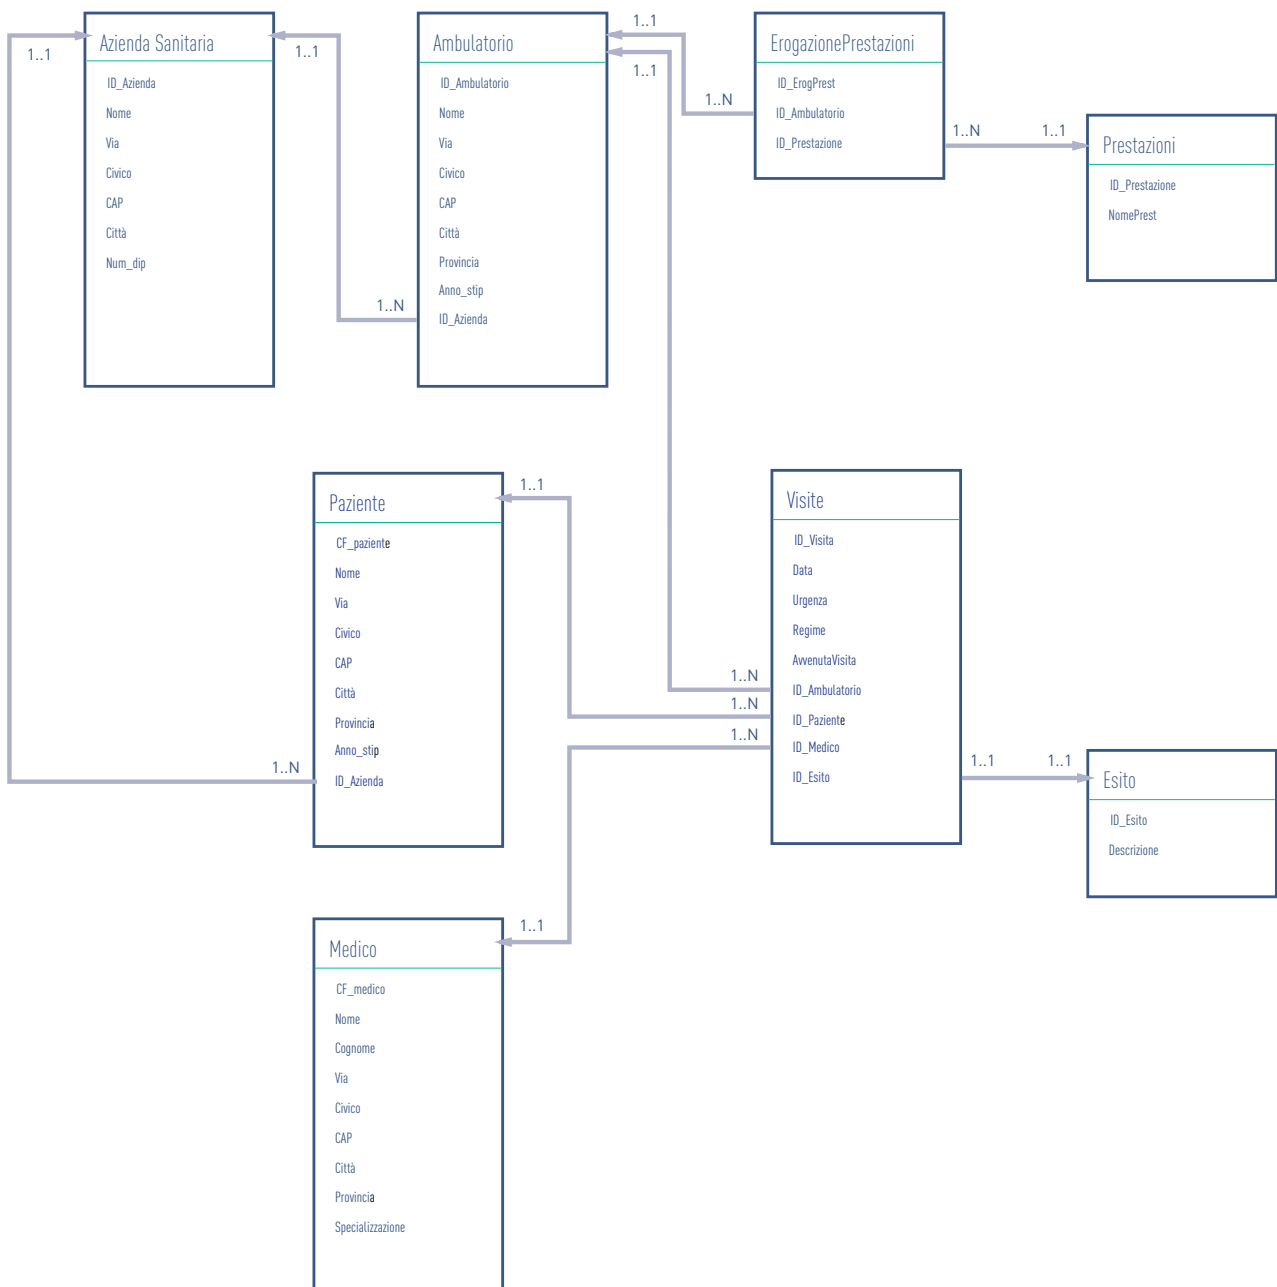 Azienda Sanitaria
ID_Azienda
Nome
Via
Civico
CAP
Città
Num_dip
1..1
1..1
1..N
Ambulatorio
ID_Ambulatorio
Nome
Via
Civico
CAP
Città
Provincia
Anno_stip
ID_Azienda
1..1
1..1
1..N
ErogazionePrestazioni
ID_ErogPrest
ID_Ambulatorio
ID_Prestazione
1..N
1..1
Prestazioni
ID_Prestazione
NomePrest
Paziente
CF_paziente
Nome
Via
Civico
CAP
Città
Provincia
Anno_stip
ID_Azienda
1..N
1..1
Visite
ID_Visita
Data
Urgenza
Regime
AvvenutaVisita
ID_Ambulatorio
ID_Paziente
ID_Medico
ID_Esito
1..N
1..N
1..N
1..1
1..1
Esito
ID_Esito
Descrizione
1..1
Medico
CF_medico
Nome
Cognome
Via
Civico
CAP
Città
Provincia
Specializzazione